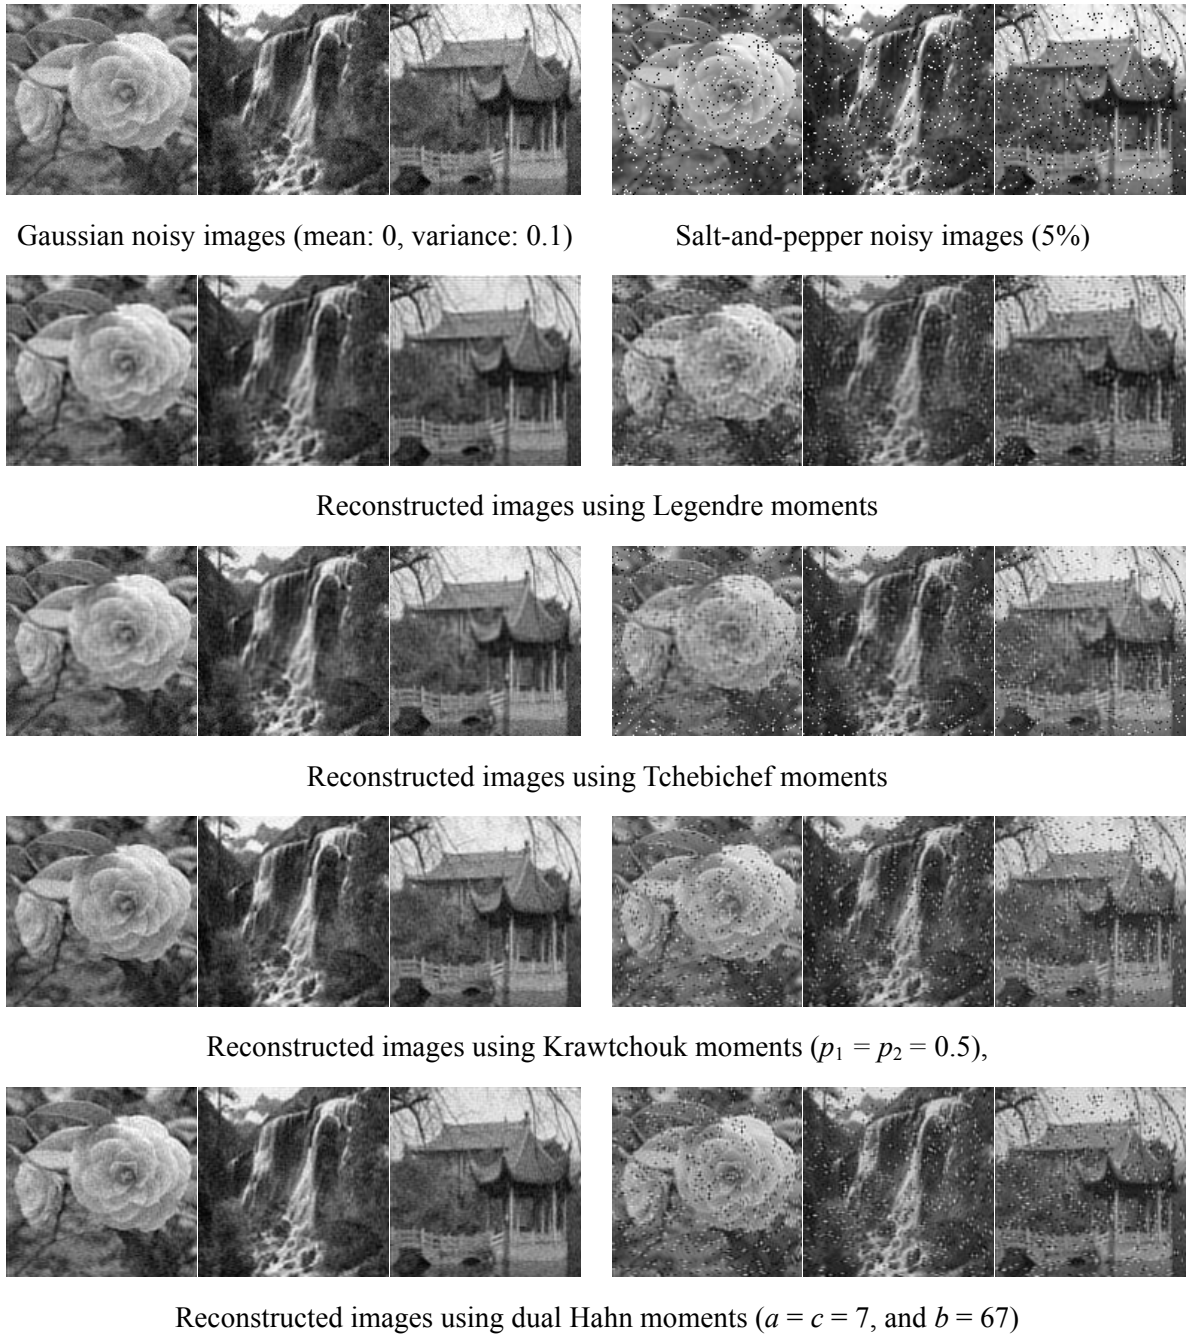 Gaussian noisy images (mean: 0, variance: 0.1)
Salt-and-pepper noisy images (5%)
Reconstructed images using Legendre moments
Reconstructed images using Tchebichef moments
Reconstructed images using Krawtchouk moments (p₁ = p₂ = 0.5),
Reconstructed images using dual Hahn moments (a = c = 7, and b = 67)